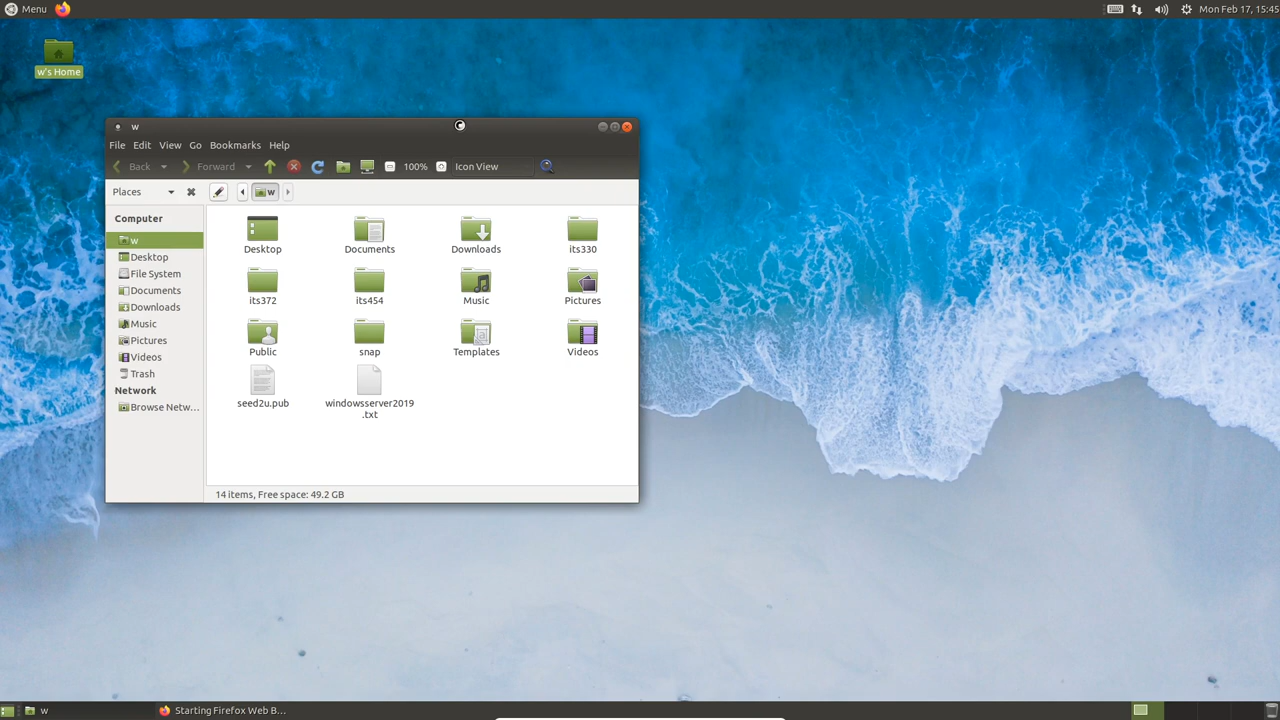 Menu
Mon Feb 17, 15:45
w's Home
w
File Edit View Go Bookmarks Help
Back Forward 100% Icon View
Places w
Computer
w
Desktop
File System
Documents
Downloads
Music
Pictures
Videos
Trash
Network
Browse Netw...
Desktop Documents Downloads its330
its372 its454 Music Pictures
Public snap Templates Videos
seed2u.pub windowsserver2019
.txt
14 items, Free space: 49.2 GB
w Starting Firefox Web B...